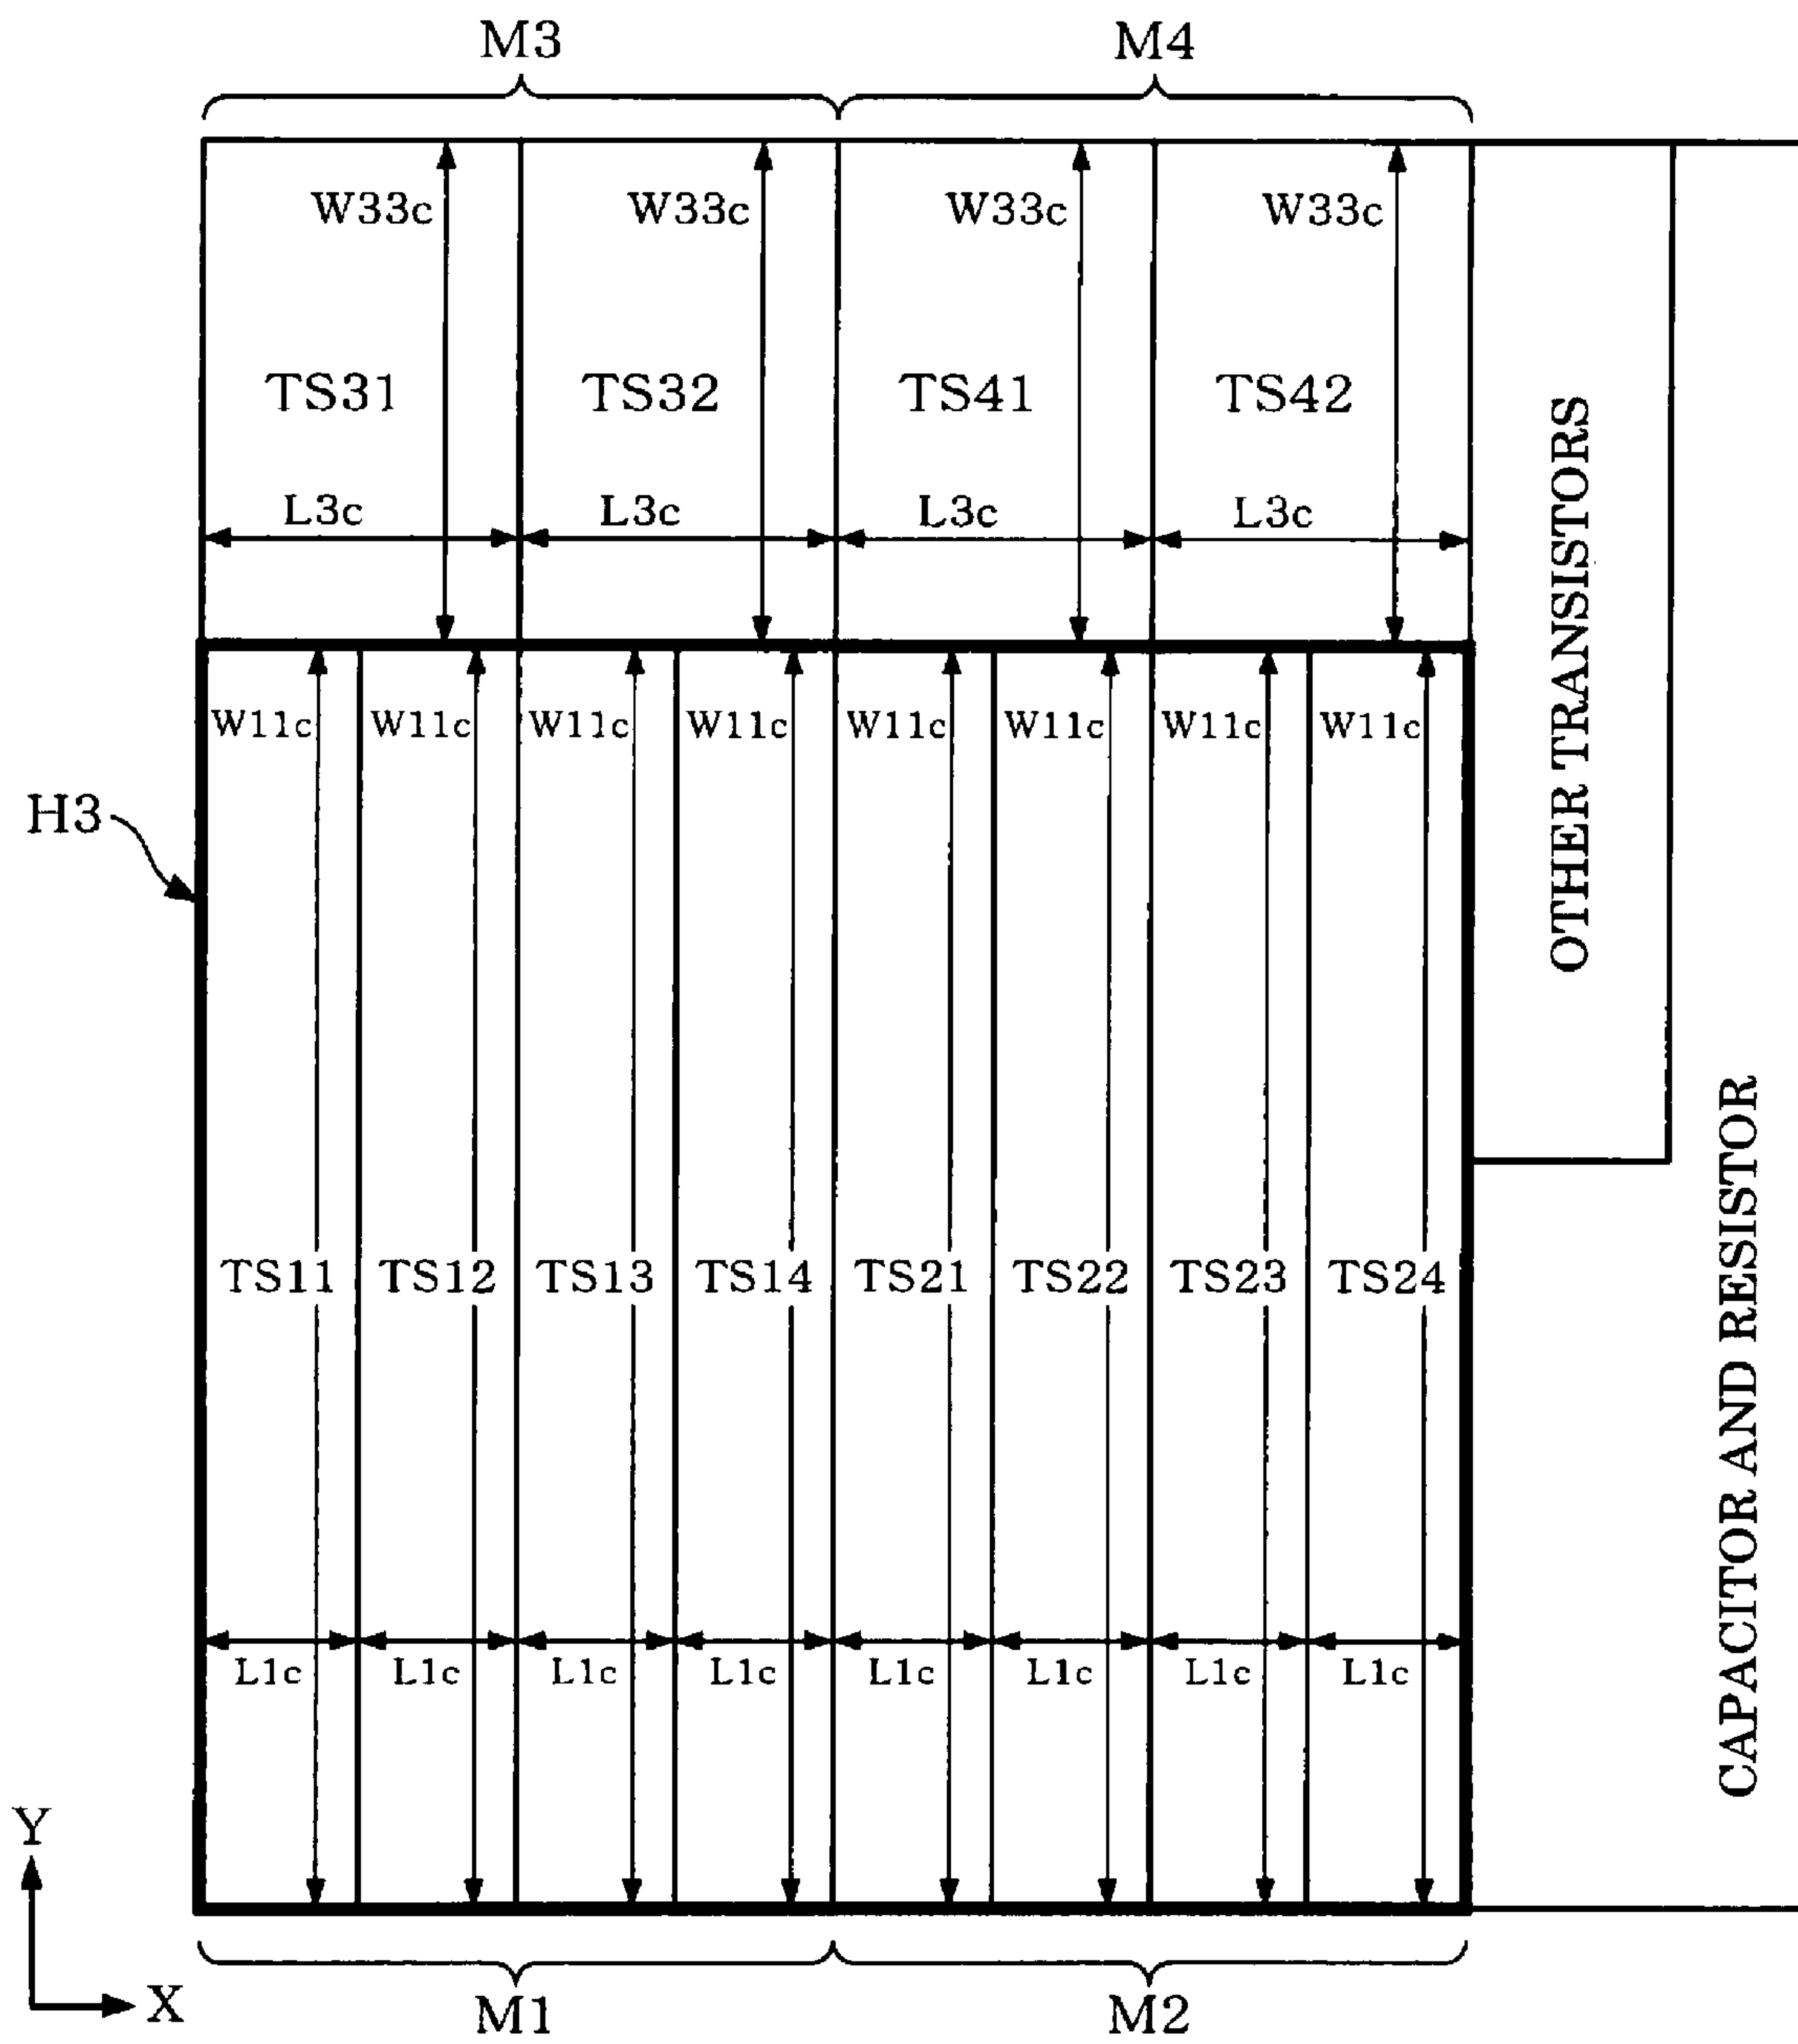 M3 M4
W33c W33c W33c W33c
TS31 TS32 TS41 TS42
L3c L3c L3c L3c
OTHER TRANSISTORS
W11c W11c W11c W11c W11c W11c W11c W11c
H3
TS11 TS12 TS13 TS14 TS21 TS22 TS23 TS24
CAPACITOR AND RESISTOR
L1c L1c L1c L1c L1c L1c L1c L1c
Y
X
M1 M2